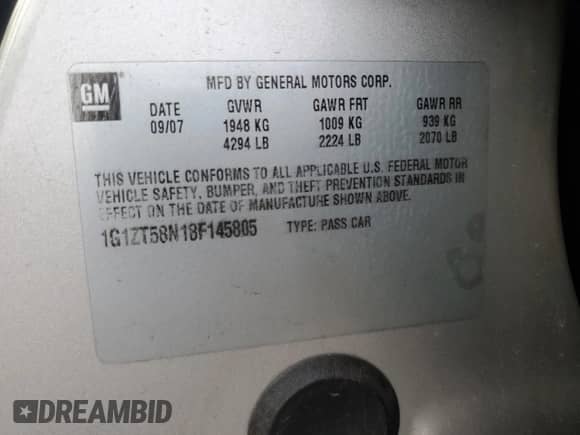 GM
MFD BY GENERAL MOTORS CORP.
DATE GVWR GAWR FRT GAWR RR
09/07 1948 KG 1009 KG 939 KG
4294 LB 2224 LB 2070 LB
THIS VEHICLE CONFORMS TO ALL APPLICABLE U.S. FEDERAL MOTOR
VEHICLE SAFETY, BUMPER, AND THEFT PREVENTION STANDARDS IN
EFFECT ON THE DATE OF MANUFACTURE SHOWN ABOVE.
1G1ZT58N18F145805 TYPE: PASS CAR
DREAMBID